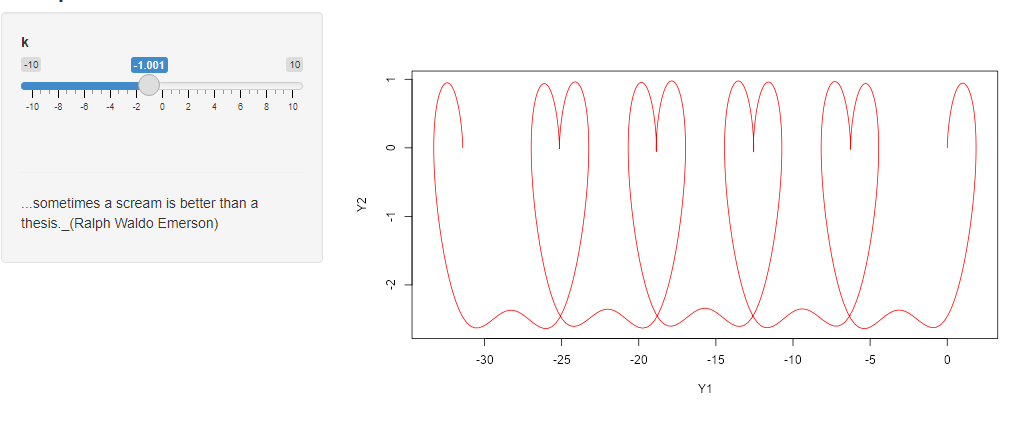 k
-10 -1.001 10
-10 -8 -6 -4 -2 0 2 4 6 8 10
...sometimes a scream is better than a
thesis._(Ralph Waldo Emerson)
1
0
-1
-2
Y2
-30 -25 -20 -15 -10 -5 0
Y1